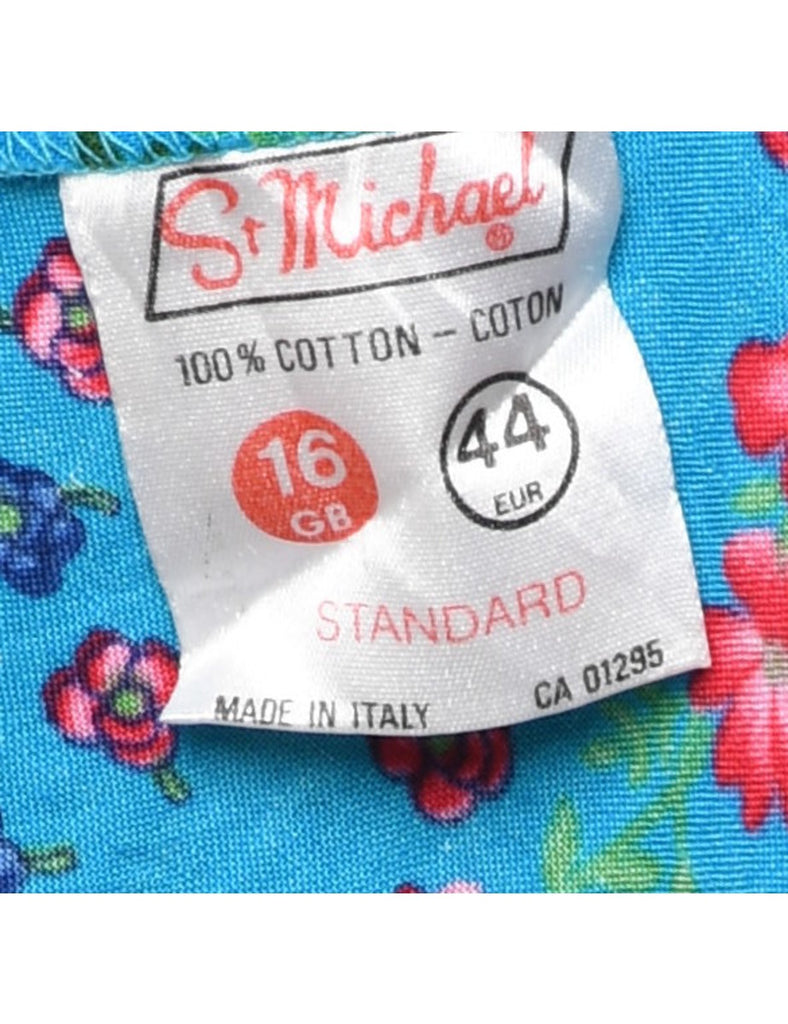 St Michael®
100% COTTON – COTON
16
GB
44
EUR
STANDARD
MADE IN ITALY
CA 01295